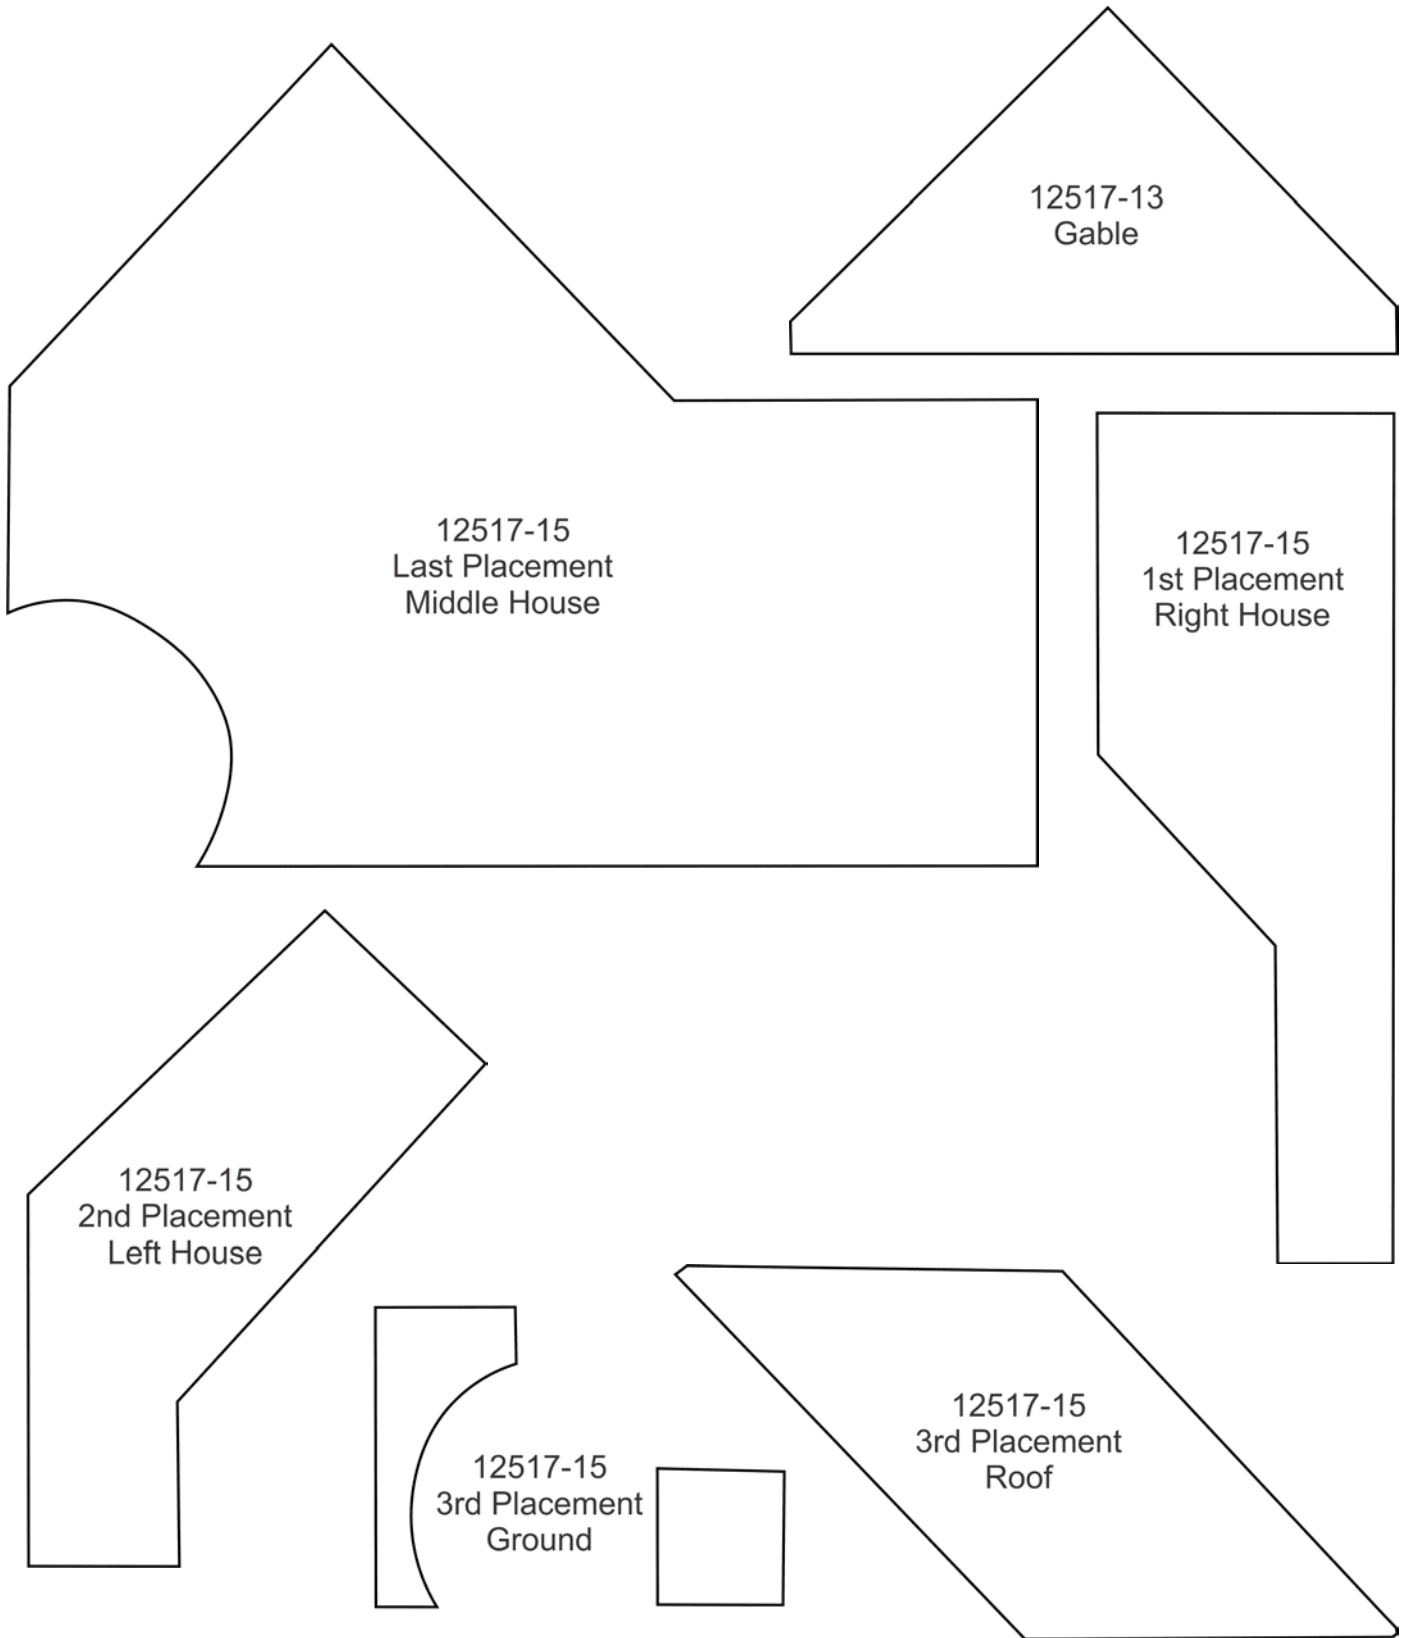 12517-13
Gable
12517-15
Last Placement
Middle House
12517-15
1st Placement
Right House
12517-15
2nd Placement
Left House
12517-15
3rd Placement
Roof
12517-15
3rd Placement
Ground